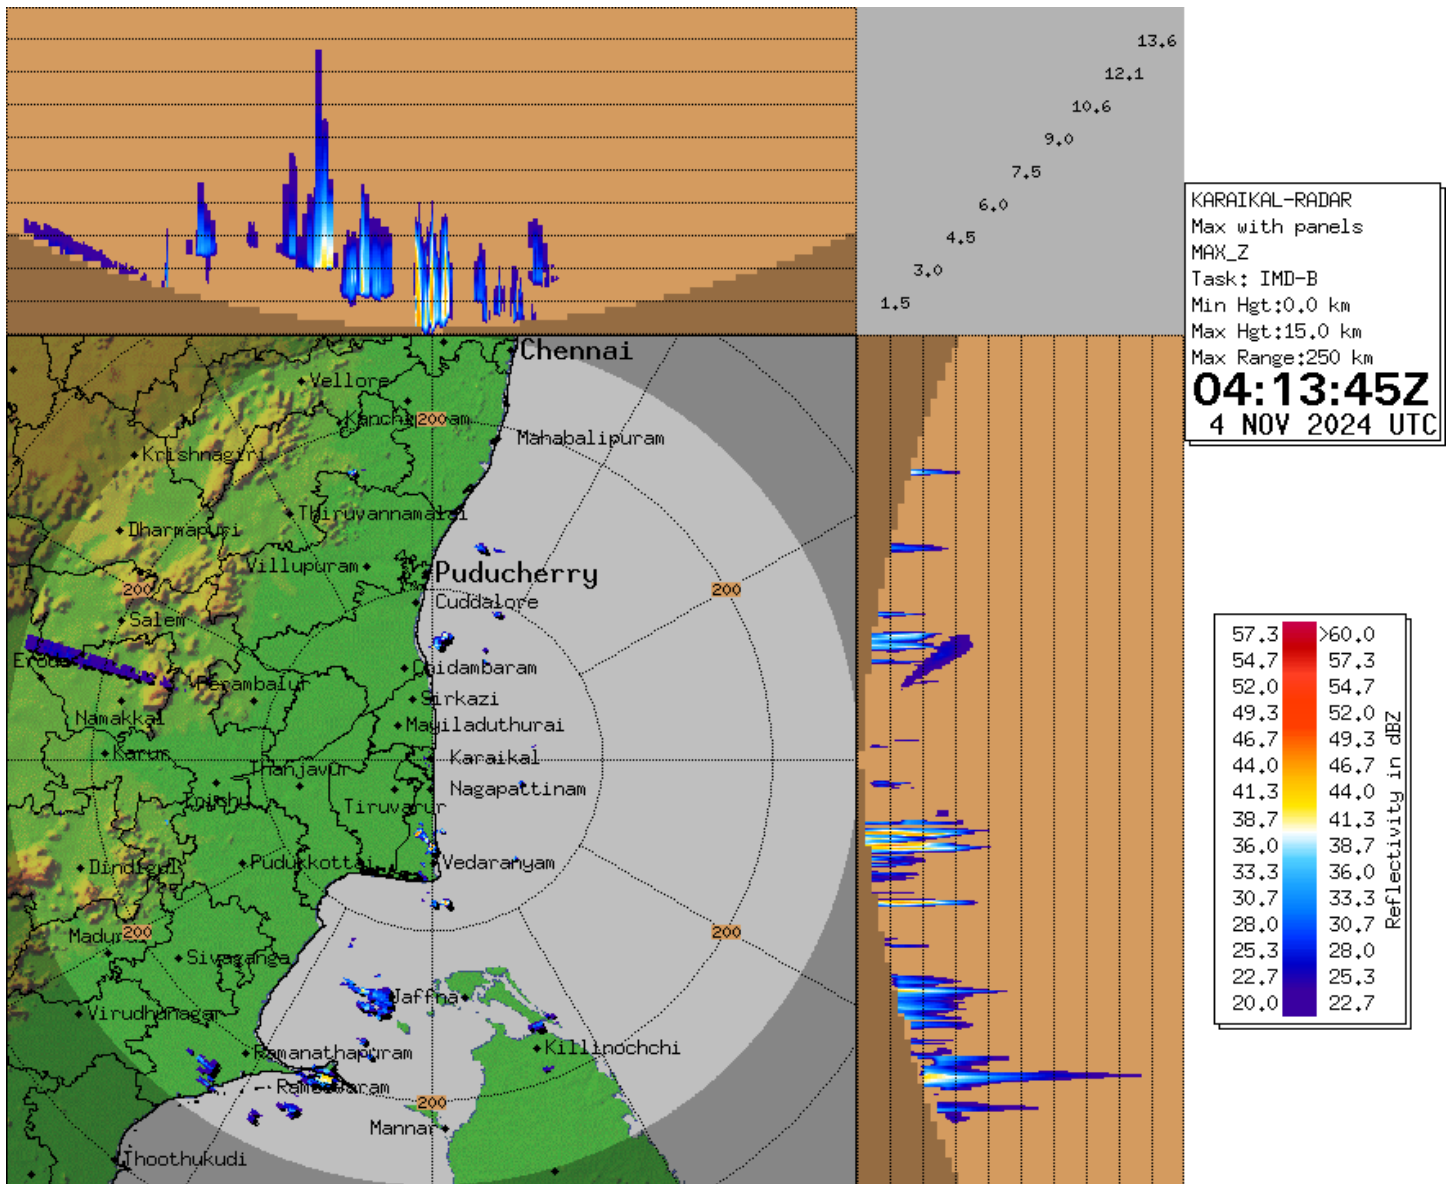 13.6
12.1
10.6
9.0
7.5
6.0
4.5
3.0
1.5
KARAIKAL-RADAR
Max with panels
MAX_Z
Task: IMD-B
Min Hgt:0.0 km
Max Hgt:15.0 km
Max Range:250 km
04:13:45Z
4 NOV 2024 UTC
Chennai
Vellore
200
Mahabalipuram
Krishnagiri
Thiruvannamalai
Dharmapuri
Villupuram
Puducherry
200
200
Cuddalore
Salem
Chidambaram
Perambalur
Sirkazi
Namakkal
Mayiladuthurai
Karur
Karaikal
Thanjavur
Nagapattinam
Tiruvarur
Pudukkottai
Vedaranyam
Dindigul
200
200
Sivaganga
Jaffna
Virudhunagar
Ramanathapuram
Killinochchi
200
Mannar
Thoothukudi
57.3 >60.0
54.7 57.3
52.0 54.7
49.3 52.0
46.7 49.3
44.0 46.7
41.3 44.0
38.7 41.3
36.0 38.7
33.3 36.0
30.7 33.3
28.0 30.7
25.3 28.0
22.7 25.3
20.0 22.7
Reflectivity in dBZ